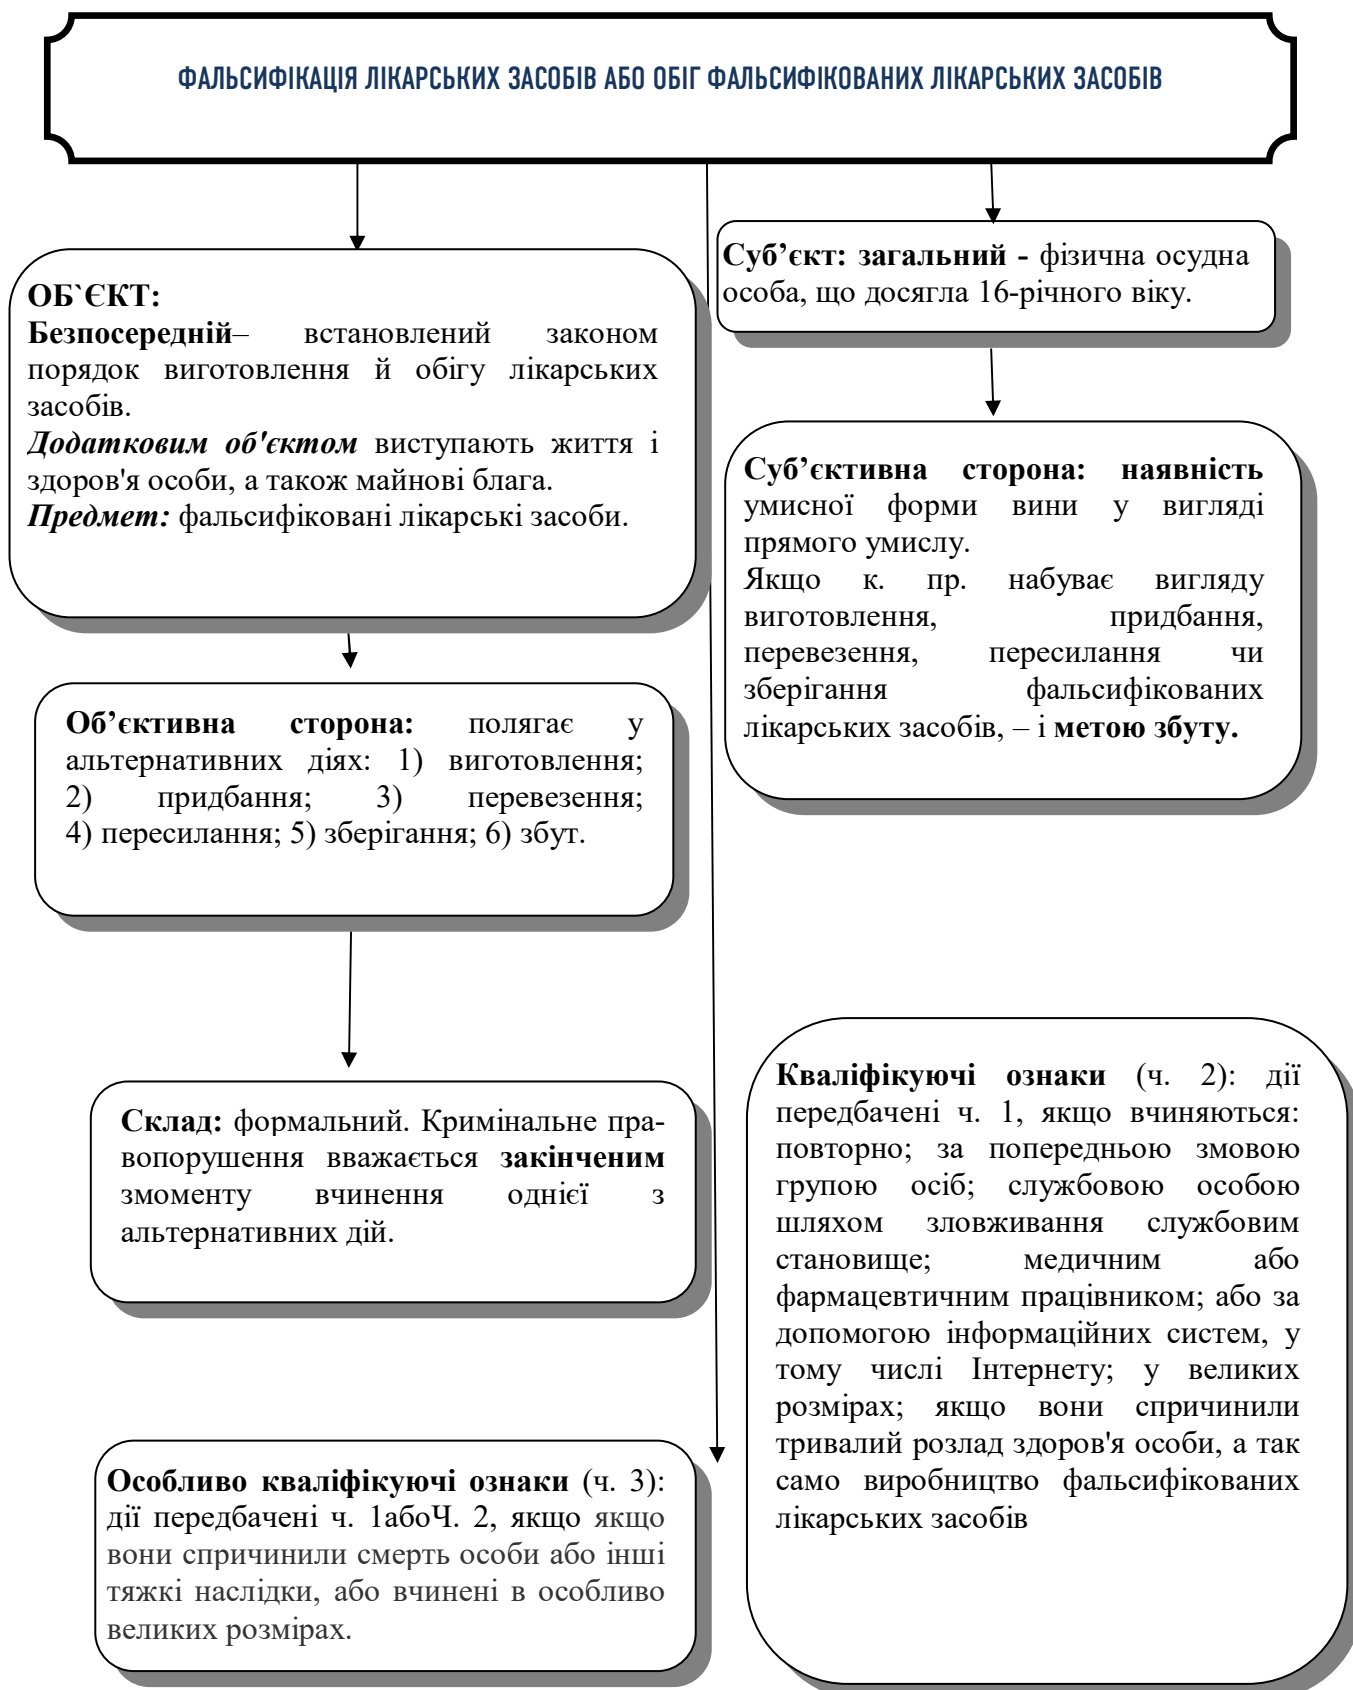 ФАЛЬСИФІКАЦІЯ ЛІКАРСЬКИХ ЗАСОБІВ АБО ОБІГ ФАЛЬСИФІКОВАНИХ ЛІКАРСЬКИХ ЗАСОБІВ
ОБ`ЄКТ:
Безпосередній– встановлений законом
порядок виготовлення й обігу лікарських
засобів.
Додатковим об'єктом виступають життя і
здоров'я особи, а також майнові блага.
Предмет: фальсифіковані лікарські засоби.
Суб’єкт: загальний - фізична осудна
особа, що досягла 16-річного віку.
Суб’єктивна сторона: наявність
умисної форми вини у вигляді
прямого умислу.
Якщо к. пр. набуває вигляду
виготовлення, придбання,
перевезення, пересилання чи
зберігання фальсифікованих
лікарських засобів, – і метою збуту.
Об’єктивна сторона: полягає у
альтернативних діях: 1) виготовлення;
2) придбання; 3) перевезення;
4) пересилання; 5) зберігання; 6) збут.
Склад: формальний. Кримінальне пра-
вопорушення вважається закінченим
змоменту вчинення однієї з
альтернативних дій.
Кваліфікуючі ознаки (ч. 2): дії
передбачені ч. 1, якщо вчиняються:
повторно; за попередньою змовою
групою осіб; службовою особою
шляхом зловживання службовим
становище; медичним або
фармацевтичним працівником; або за
допомогою інформаційних систем, у
тому числі Інтернету; у великих
розмірах; якщо вони спричинили
тривалий розлад здоров'я особи, а так
само виробництво фальсифікованих
лікарських засобів
Особливо кваліфікуючі ознаки (ч. 3):
дії передбачені ч. 1абоЧ. 2, якщо якщо
вони спричинили смерть особи або інші
тяжкі наслідки, або вчинені в особливо
великих розмірах.